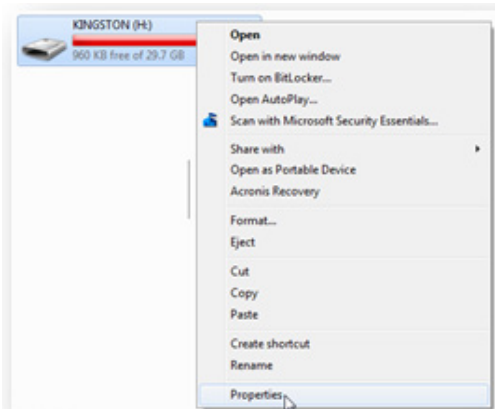 KINGSTON (H:)
960 KB free of 29.7 GB
Open
Open in new window
Turn on BitLocker...
Open AutoPlay...
Scan with Microsoft Security Essentials...
Share with
Open as Portable Device
Acronis Recovery
Format...
Eject
Cut
Copy
Paste
Create shortcut
Rename
Properties